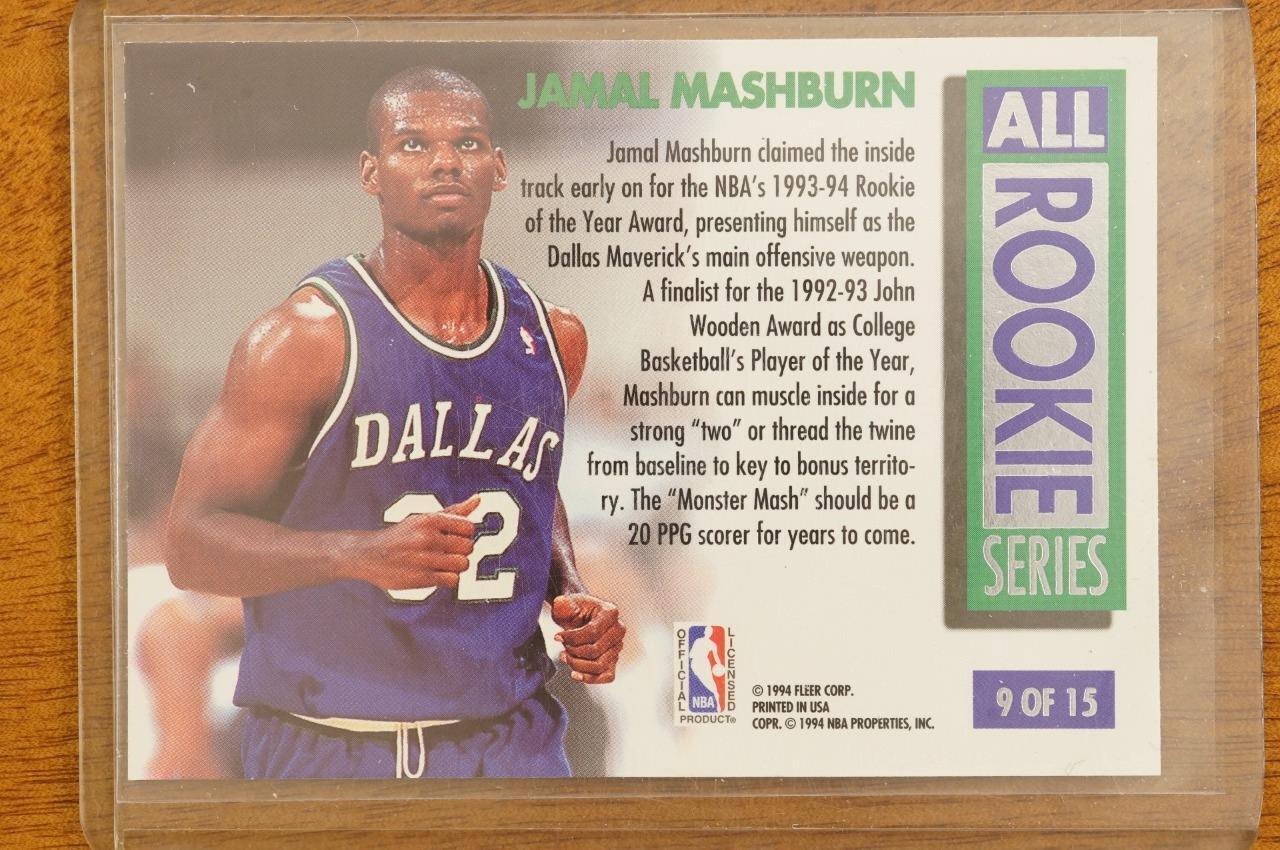 JAMAL MASHBURN
Jamal Mashburn claimed the inside
track early on for the NBA's 1993-94 Rookie
of the Year Award, presenting himself as the
Dallas Maverick's main offensive weapon.
A finalist for the 1992-93 John
Wooden Award as College
Basketball's Player of the Year,
Mashburn can muscle inside for a
strong "two" or thread the twine
from baseline to key to bonus territo-
ry. The "Monster Mash" should be a
20 PPG scorer for years to come.
ALL
ROOKIE
SERIES
DALLAS
32
OFFICIAL
LICENSED
NBA
PRODUCT®
© 1994 FLEER CORP.
PRINTED IN USA
COPR. © 1994 NBA PROPERTIES, INC.
9 OF 15